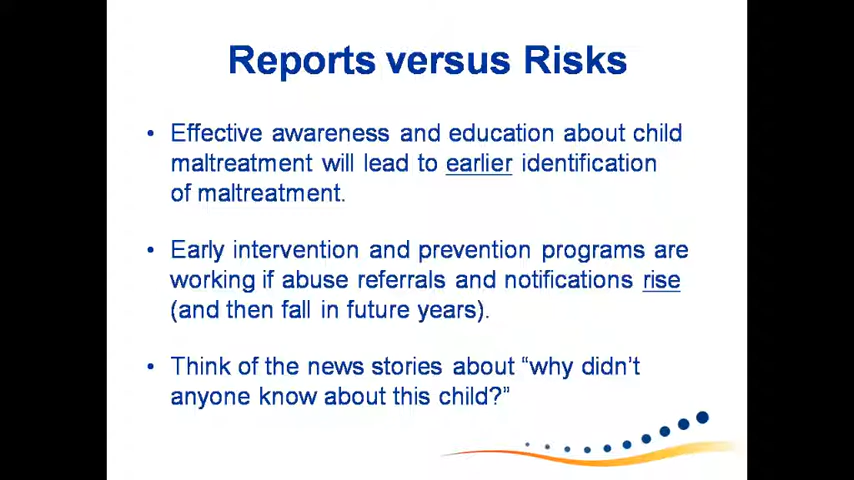 Reports versus Risks
• Effective awareness and education about child
maltreatment will lead to earlier identification
of maltreatment.
• Early intervention and prevention programs are
working if abuse referrals and notifications rise
(and then fall in future years).
• Think of the news stories about “why didn’t
anyone know about this child?”